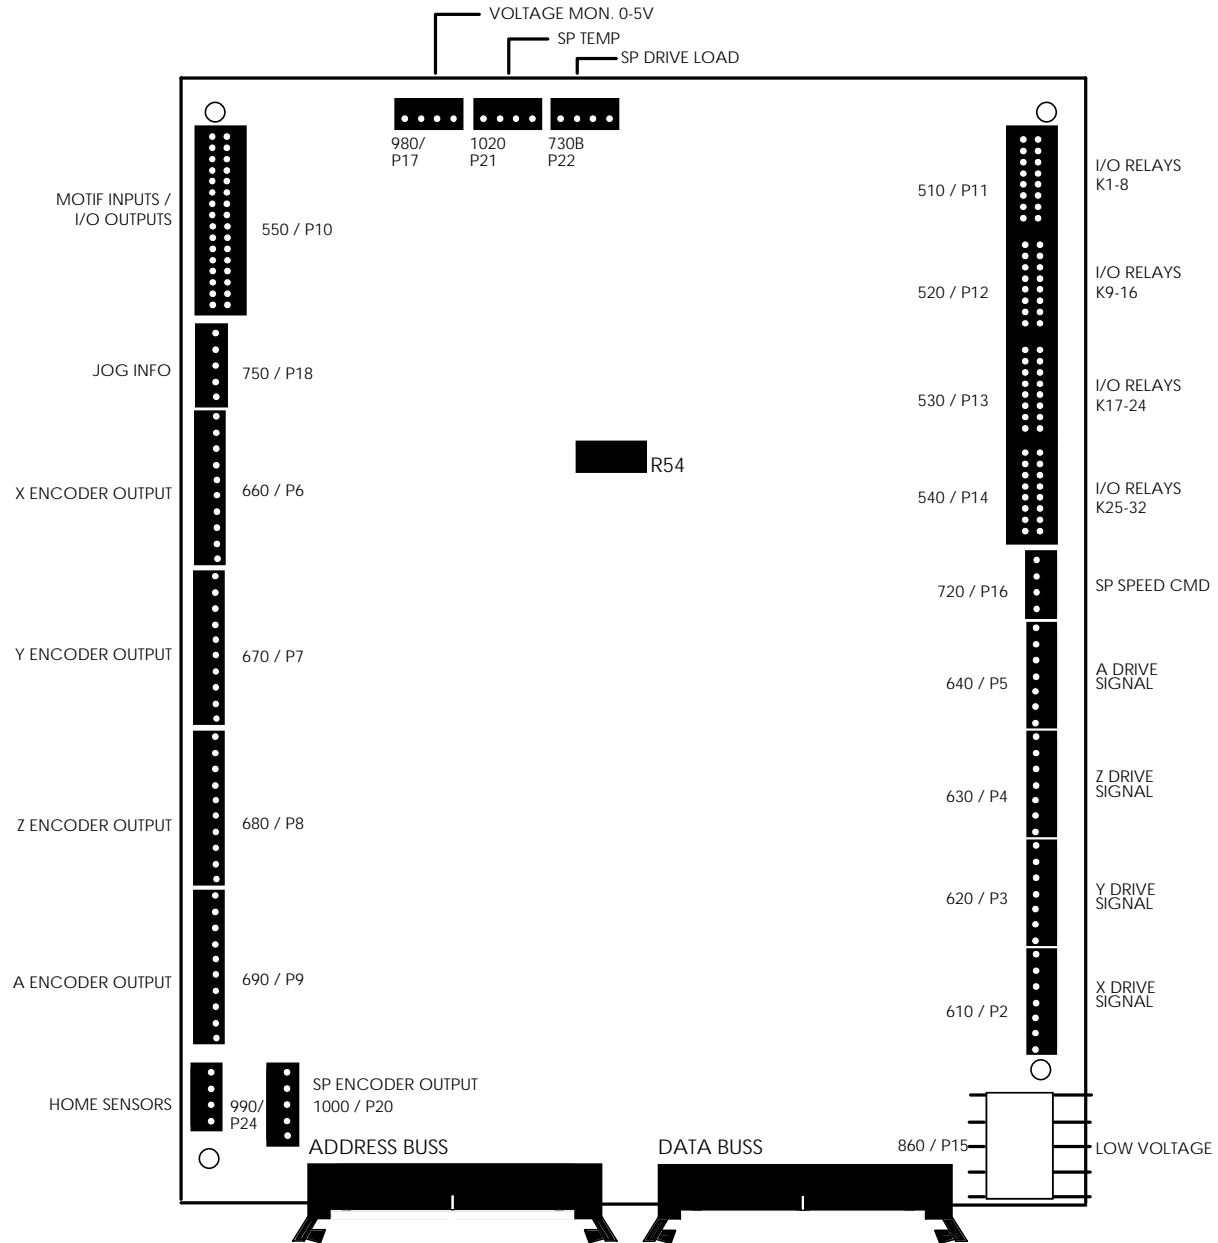 VOLTAGE MON. 0-5V
SP TEMP
SP DRIVE LOAD
980/
P17
1020
P21
730B
P22
MOTIF INPUTS /
I/O OUTPUTS
550 / P10
510 / P11
I/O RELAYS
K1-8
520 / P12
I/O RELAYS
K9-16
JOG INFO
750 / P18
530 / P13
I/O RELAYS
K17-24
R54
X ENCODER OUTPUT
660 / P6
540 / P14
I/O RELAYS
K25-32
720 / P16
SP SPEED CMD
Y ENCODER OUTPUT
670 / P7
640 / P5
A DRIVE
SIGNAL
Z ENCODER OUTPUT
680 / P8
630 / P4
Z DRIVE
SIGNAL
620 / P3
Y DRIVE
SIGNAL
A ENCODER OUTPUT
690 / P9
610 / P2
X DRIVE
SIGNAL
HOME SENSORS
990/
P24
SP ENCODER OUTPUT
1000 / P20
ADDRESS BUSS
DATA BUSS
860 / P15
LOW VOLTAGE